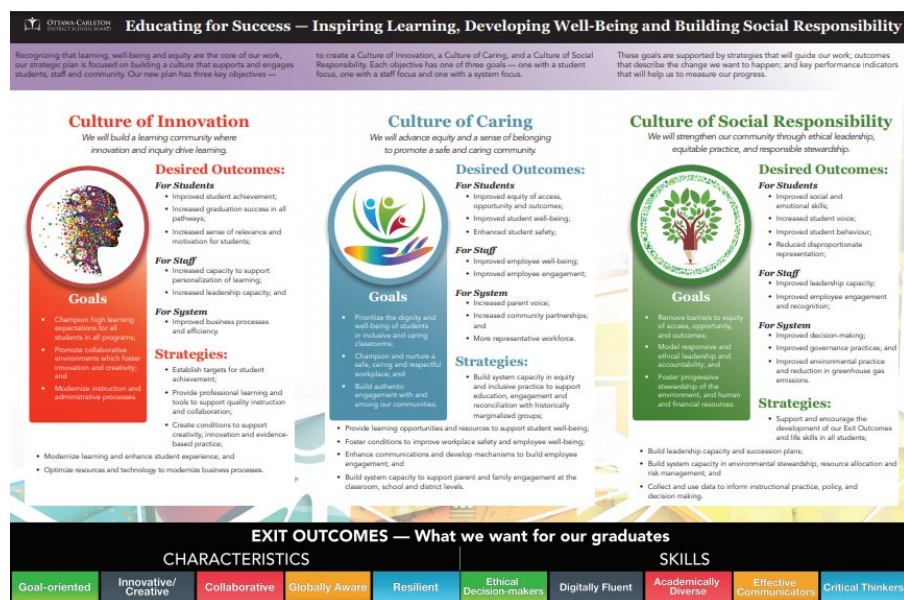 OTTAWA-CARLETON
DISTRICT SCHOOL BOARD
Educating for Success — Inspiring Learning, Developing Well-Being and Building Social Responsibility
Recognizing that learning, well-being and equity are the core of our work,
our strategic plan is focused on building a culture that supports and engages
students, staff and community. Our new plan has three key objectives —
to create a Culture of Innovation, a Culture of Caring, and a Culture of Social
Responsibility. Each objective has one of three goals — one with a student
focus, one with a staff focus and one with a system focus.
These goals are supported by strategies that will guide our work; outcomes
that describe the change we want to happen; and key performance indicators
that will help us to measure our progress.
Culture of Innovation
We will build a learning community where
innovation and inquiry drive learning.
Goals
• Champion high learning
expectations for all
students in all programs;
• Promote collaborative
environments which foster
innovation and creativity;
and
• Modernize instruction and
administrative processes.
Desired Outcomes:
For Students
• Improved student achievement;
• Increased graduation success in all
pathways;
• Increased sense of relevance and
motivation for students;
For Staff
• Increased capacity to support
personalization of learning;
• Increased leadership capacity; and
For System
• Improved business processes
and efficiency.
Strategies:
• Establish targets for student
achievement;
• Provide professional learning and
tools to support quality instruction
and collaboration;
• Create conditions to support
creativity, innovation and evidence-
based practice;
• Modernize learning and enhance student experience; and
• Optimize resources and technology to modernize business processes.
Culture of Caring
We will advance equity and a sense of belonging
to promote a safe and caring community.
Goals
• Prioritize the dignity and
well-being of students
in inclusive and caring
classrooms;
• Champion and nurture a
safe, caring and respectful
workplace; and
• Build authentic
engagement with and
among our communities.
Desired Outcomes:
For Students
• Improved equity of access,
opportunity and outcomes;
• Improved student well-being;
• Enhanced student safety;
For Staff
• Improved employee well-being;
• Improved employee engagement;
For System
• Increased parent voice;
• Increased community partnerships;
and
• More representative workforce.
Strategies:
• Build system capacity in equity
and inclusive practice to support
education, engagement and
reconciliation with historically
marginalized groups;
• Provide learning opportunities and resources to support student well-being;
• Foster conditions to improve workplace safety and employee well-being;
• Enhance communications and develop mechanisms to build employee
engagement; and
• Build system capacity to support parent and family engagement at the
classroom, school and district levels.
Culture of Social Responsibility
We will strengthen our community through ethical leadership,
equitable practice, and responsible stewardship.
Goals
• Remove barriers to equity
of access, opportunity,
and outcomes;
• Model responsive and
ethical leadership and
accountability; and
• Foster progressive
stewardship of the
environment, and human
and financial resources.
Desired Outcomes:
For Students
• Improved social and
emotional skills;
• Increased student voice;
• Improved student behaviour;
• Reduced disproportionate
representation;
For Staff
• Improved leadership capacity;
• Improved employee engagement
and recognition;
For System
• Improved decision-making;
• Improved governance practices; and
• Improved environmental practice
and reduction in greenhouse gas
emissions.
Strategies:
• Support and encourage the
development of our Exit Outcomes
and life skills in all students;
• Build leadership capacity and succession plans;
• Build system capacity in environmental stewardship, resource allocation and
risk management; and
• Collect and use data to inform instructional practice, policy, and
decision making.
EXIT OUTCOMES — What we want for our graduates
CHARACTERISTICS
SKILLS
Goal-oriented
Innovative/
Creative
Collaborative
Globally Aware
Resilient
Ethical
Decision-makers
Digitally Fluent
Academically
Diverse
Effective
Communicators
Critical Thinkers